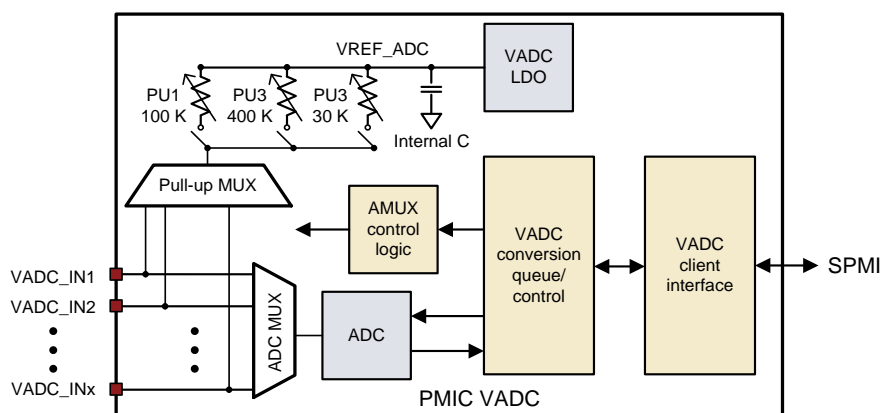 VREF_ADC
VADC
LDO
PU1
100 K
PU3
400 K
PU3
30 K
Internal C
Pull-up MUX
AMUX
control
logic
VADC
conversion
queue/
control
VADC
client
interface
SPMI
VADC_IN1
VADC_IN2
VADC_INx
ADC MUX
ADC
PMIC VADC